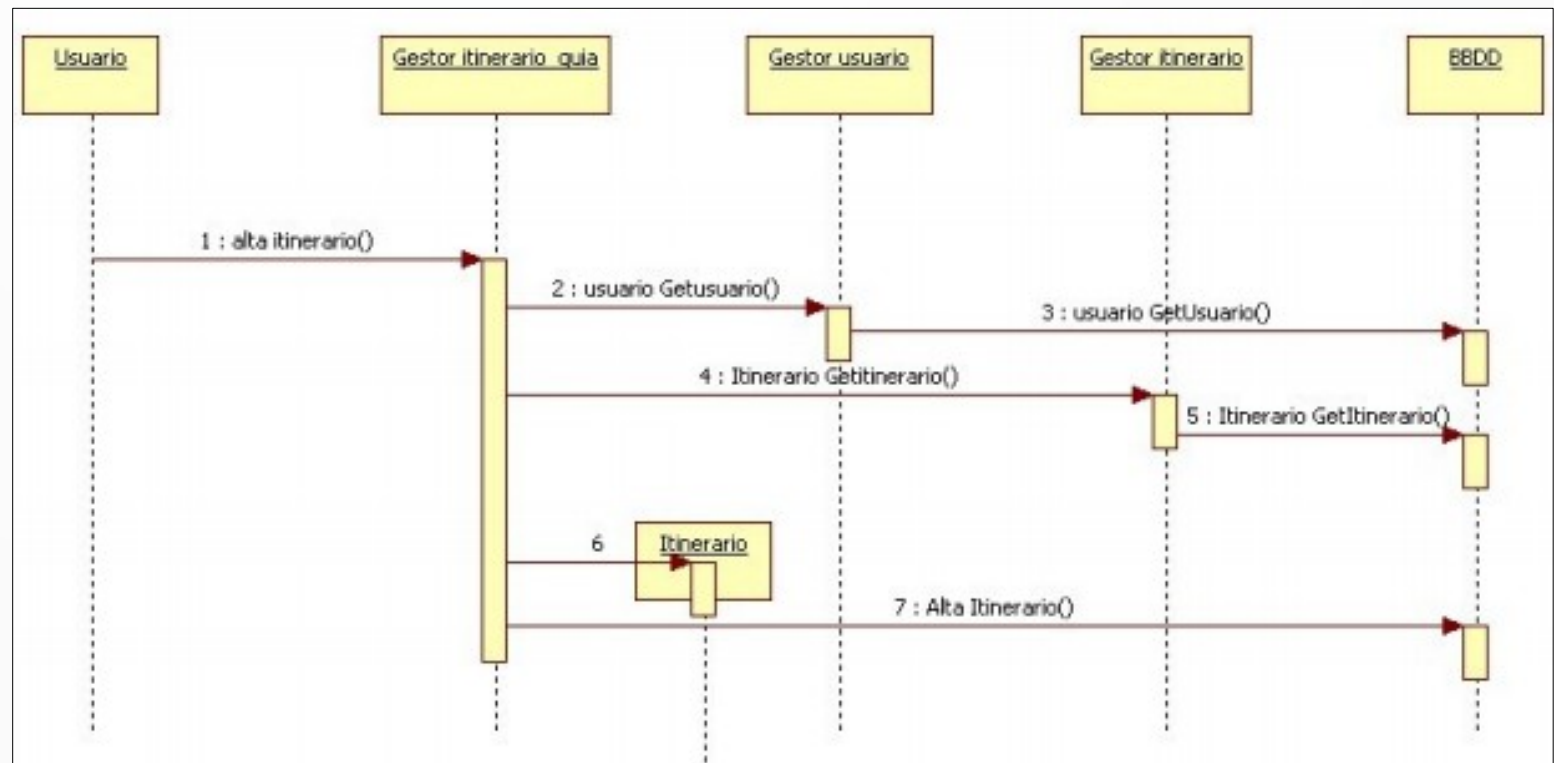 Usuario
Gestor itinerario_guia
Gestor usuario
Gestor itinerario
BBDD
1 : alta itinerario()
2 : usuario Getusuario()
3 : usuario GetUsuario()
4 : Itinerario Getitinerario()
5 : Itinerario GetItinerario()
6
Itinerario
7 : Alta Itinerario()